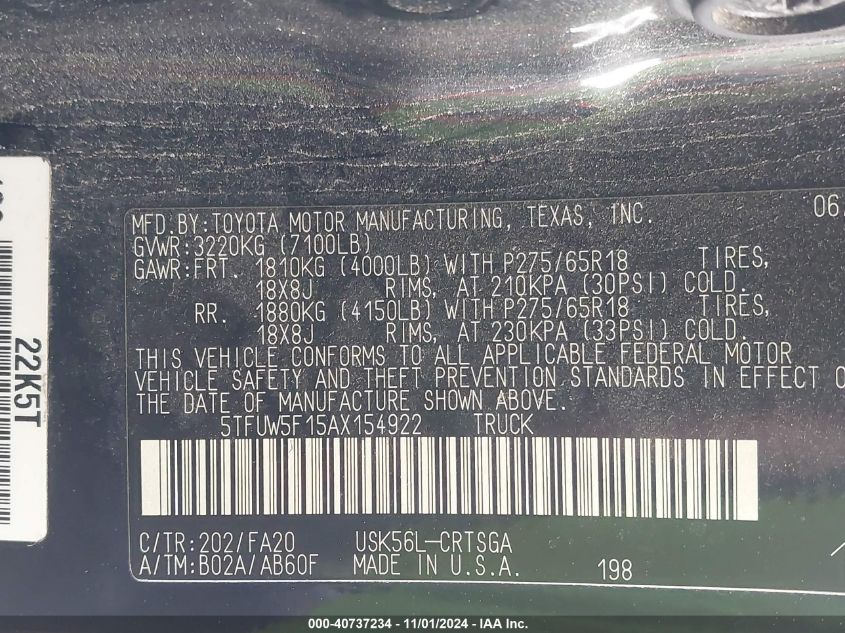 MFD.BY:TOYOTA MOTOR MANUFACTURING, TEXAS, INC. 06
GVWR:3220KG (7100LB)
GAWR:FRT. 1810KG (4000LB) WITH P275/65R18 TIRES,
18X8J RIMS, AT 210KPA (30PSI) COLD.
RR. 1880KG (4150LB) WITH P275/65R18 TIRES,
18X8J RIMS, AT 230KPA (33PSI) COLD.
THIS VEHICLE CONFORMS TO ALL APPLICABLE FEDERAL MOTOR
VEHICLE SAFETY AND THEFT PREVENTION STANDARDS IN EFFECT O
THE DATE OF MANUFACTURE SHOWN ABOVE.
5TFUW5F15AX154922 TRUCK
C/TR:202/FA20 USK56L-CRTSGA
A/TM:B02A/AB60F MADE IN U.S.A. 198
22K5T
000-40737234 - 11/01/2024 - IAA Inc.